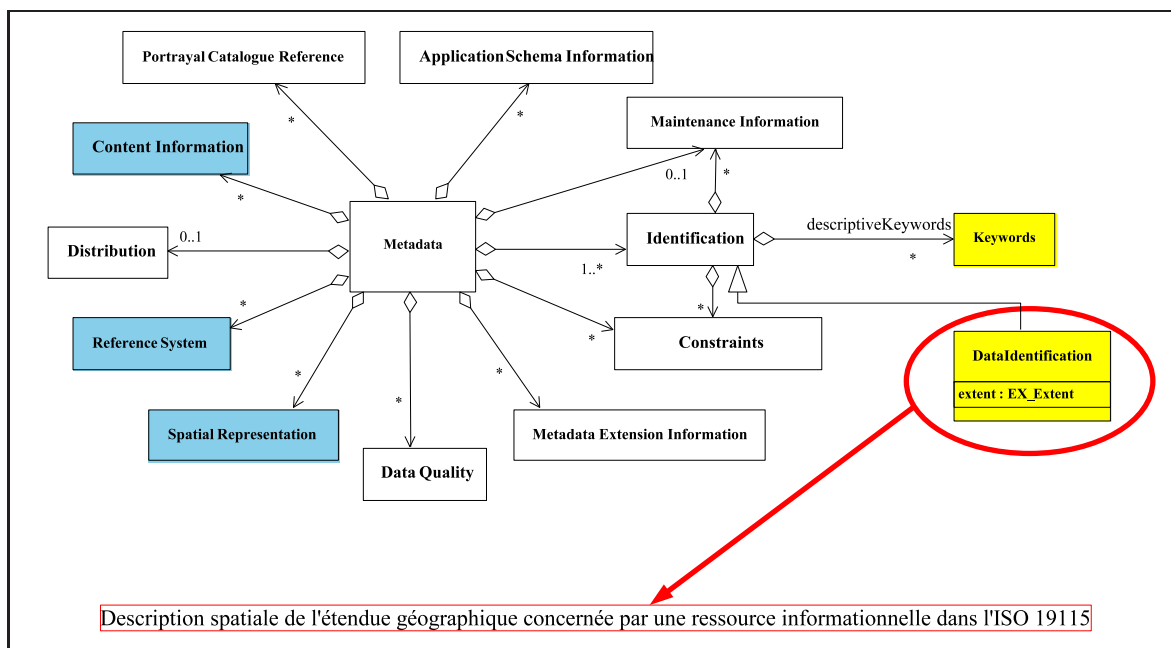 Portrayal Catalogue Reference
Application Schema Information
*
*
Maintenance Information
Content Information
*
0..1
*
Metadata
Identification
descriptiveKeywords
Keywords
*
Distribution
0..1
1..*
*
Reference System
*
*
Constraints
DataIdentification
extent : EX_Extent
*
*
*
Spatial Representation
Metadata Extension Information
Data Quality
Description spatiale de l'étendue géographique concernée par une ressource informationnelle dans l'ISO 19115